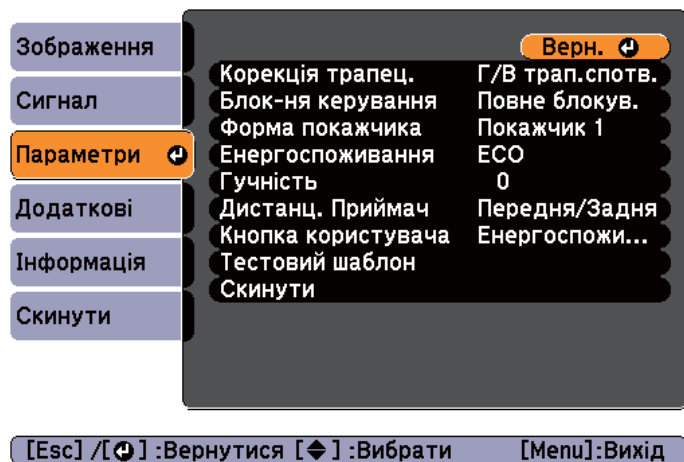 Зображення
Сигнал
Параметри
Додаткові
Інформація
Скинути
Верн.
Корекція трапец. Г/В трап.спотв.
Блок-ня керування Повне блокув.
Форма покажчика Покажчик 1
Енергоспоживання ECO
Гучність 0
Дистанц. Приймач Передня/Задня
Кнопка користувача Енергоспожи...
Тестовий шаблон
Скинути
[Esc] /[ ] :Вернутися [ ] :Вибрати [Menu]:Вихід